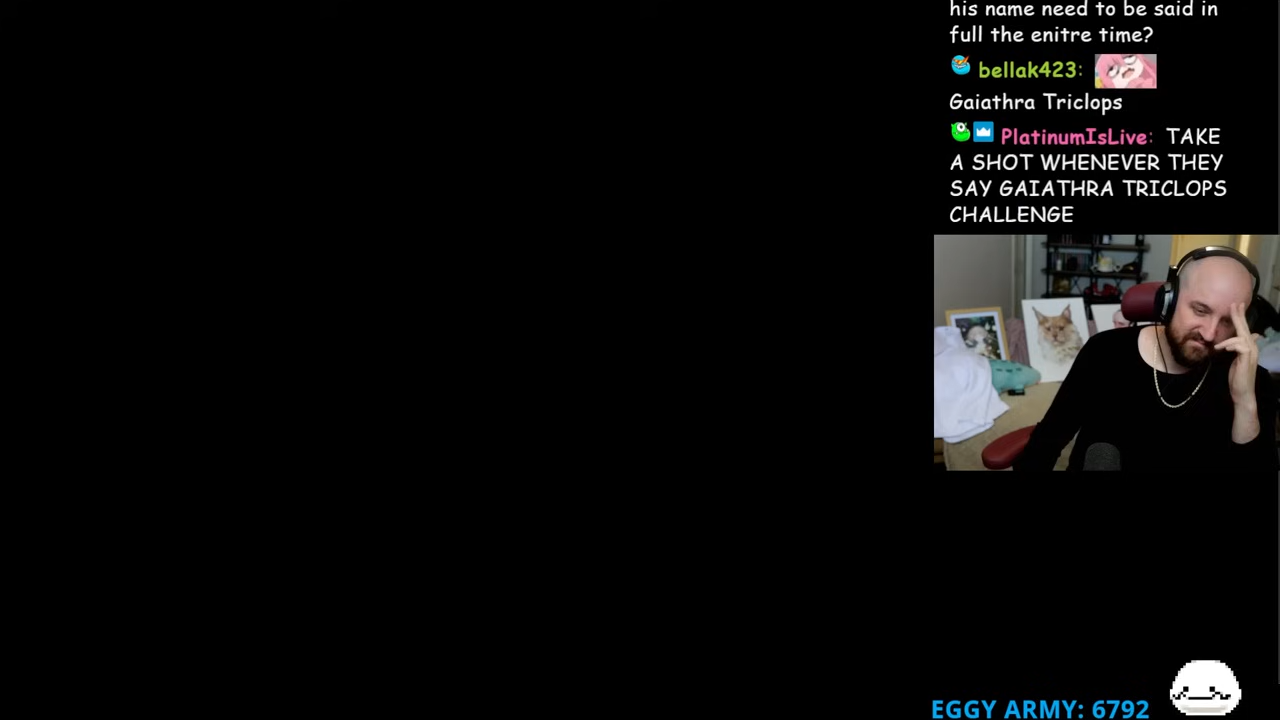 his name need to be said in
full the enitre time?
bellak423:
Gaiathra Triclops
PlatinumIsLive: TAKE
A SHOT WHENEVER THEY
SAY GAIATHRA TRICLOPS
CHALLENGE
EGGY ARMY: 6792